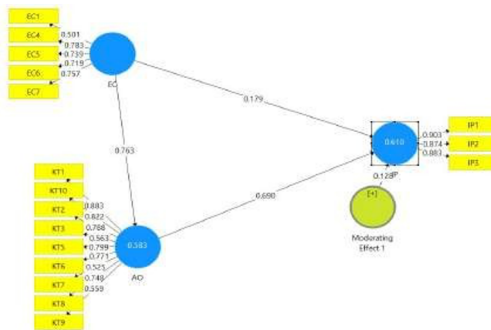 EC1
EC4
EC5
EC6
EC7
0.501
0.783
0.739
0.719
0.757
EC
0.179
0.763
0.690
0.610
IP
0.903
0.874
0.883
IP1
IP2
IP3
0.128
[+]
Moderating
Effect 1
KT1
KT10
KT2
KT3
KT5
KT6
KT7
KT8
KT9
0.883
0.822
0.788
0.563
0.799
0.771
0.525
0.748
0.559
0.583
AO